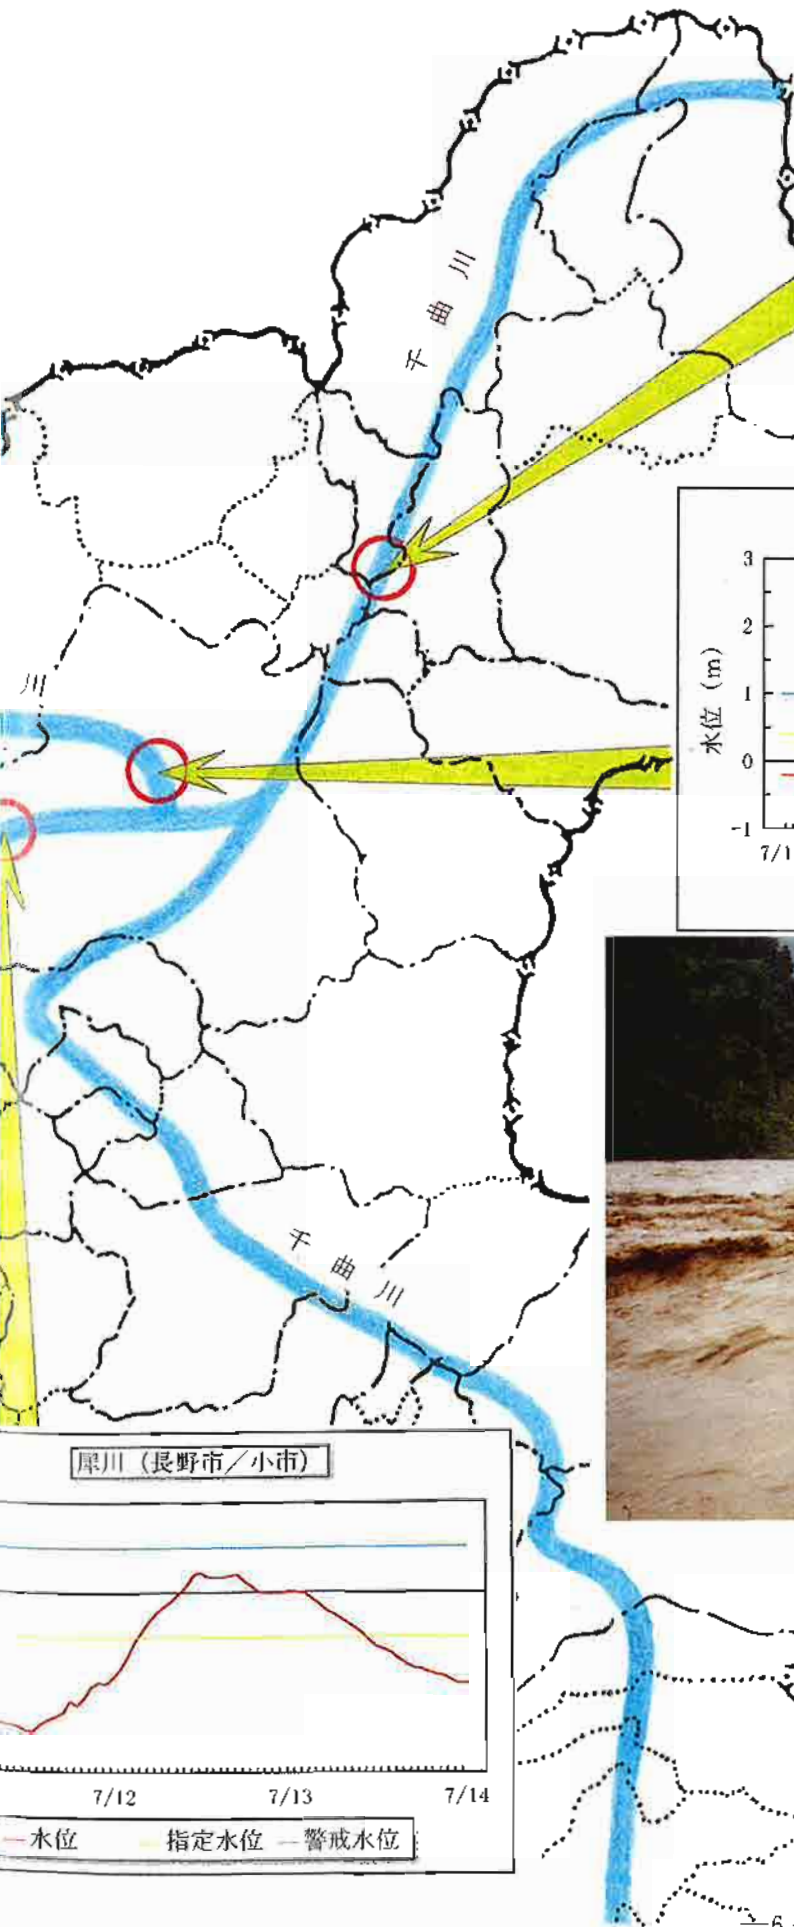 千曲川
川
3
2
1
0
-1
水位（m）
7/1
千曲川
犀川（長野市／小市）
7/12 7/13 7/14
水位 指定水位 警戒水位
—6